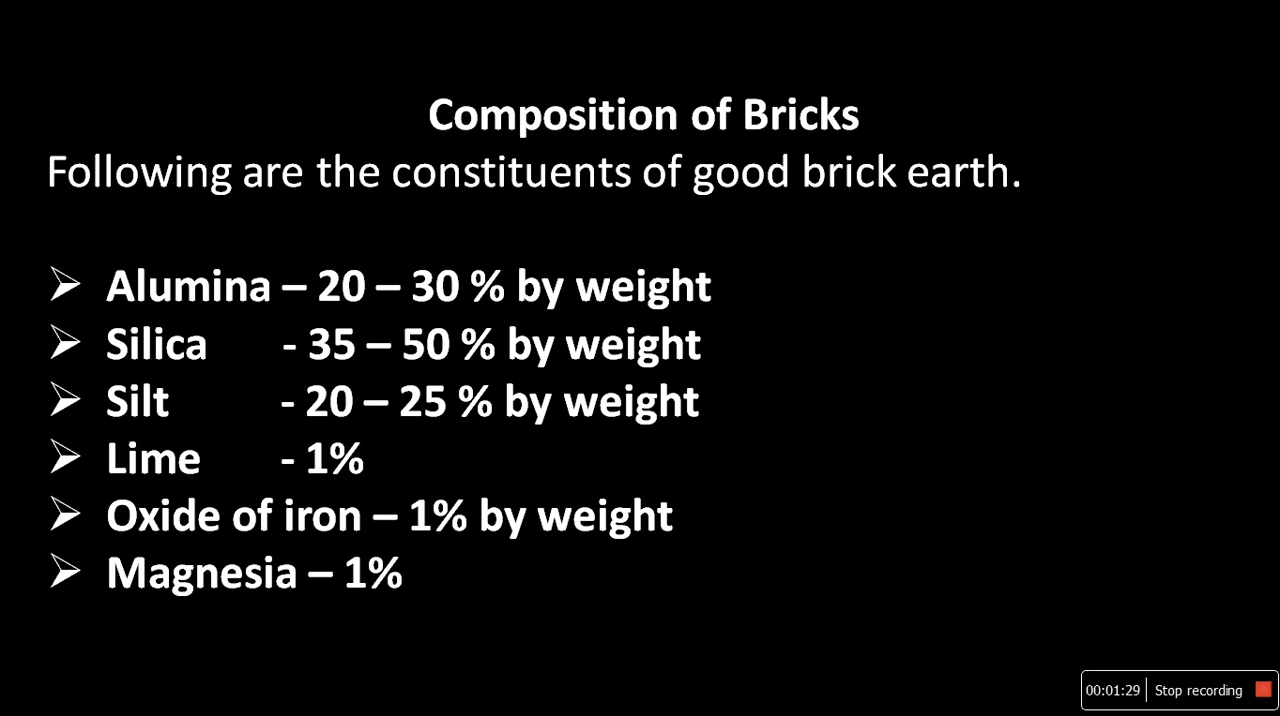 Composition of Bricks
Following are the constituents of good brick earth.
➢ Alumina – 20 – 30 % by weight
➢ Silica - 35 – 50 % by weight
➢ Silt - 20 – 25 % by weight
➢ Lime - 1%
➢ Oxide of iron – 1% by weight
➢ Magnesia – 1%
00:01:29 Stop recording